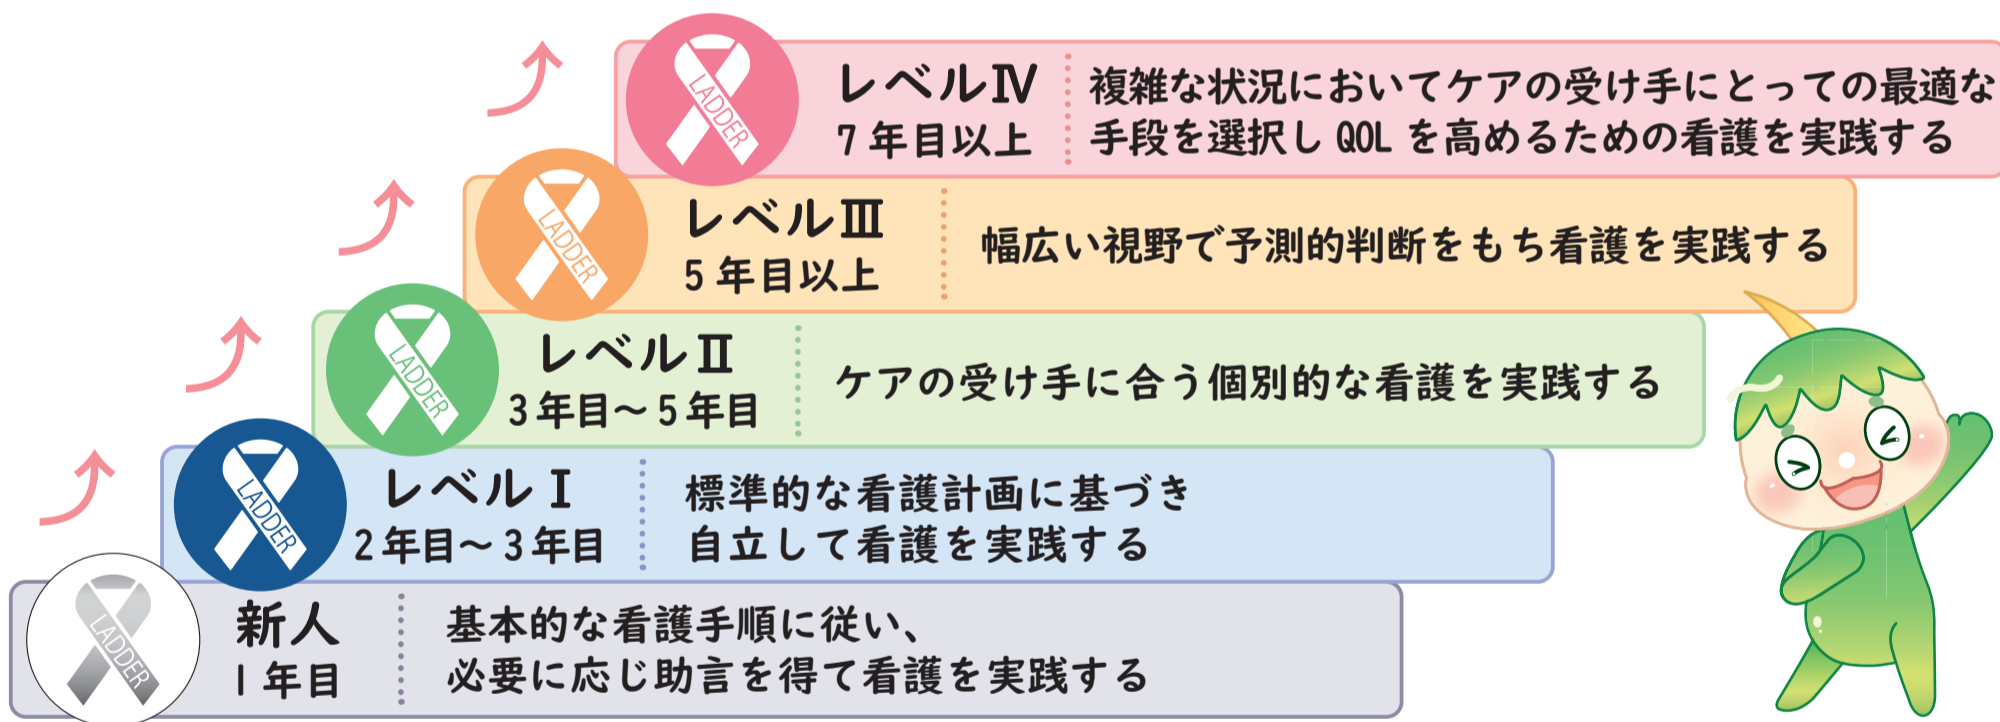 LADDER
レベルⅣ
7年目以上
複雑な状況においてケアの受け手にとっての最適な
手段を選択し QOL を高めるための看護を実践する
LADDER
レベルⅢ
5年目以上
幅広い視野で予測的判断をもち看護を実践する
LADDER
レベルⅡ
3年目～5年目
ケアの受け手に合う個別的な看護を実践する
LADDER
レベルⅠ
2年目～3年目
標準的な看護計画に基づき
自立して看護を実践する
LADDER
新人
1年目
基本的な看護手順に従い、
必要に応じ助言を得て看護を実践する